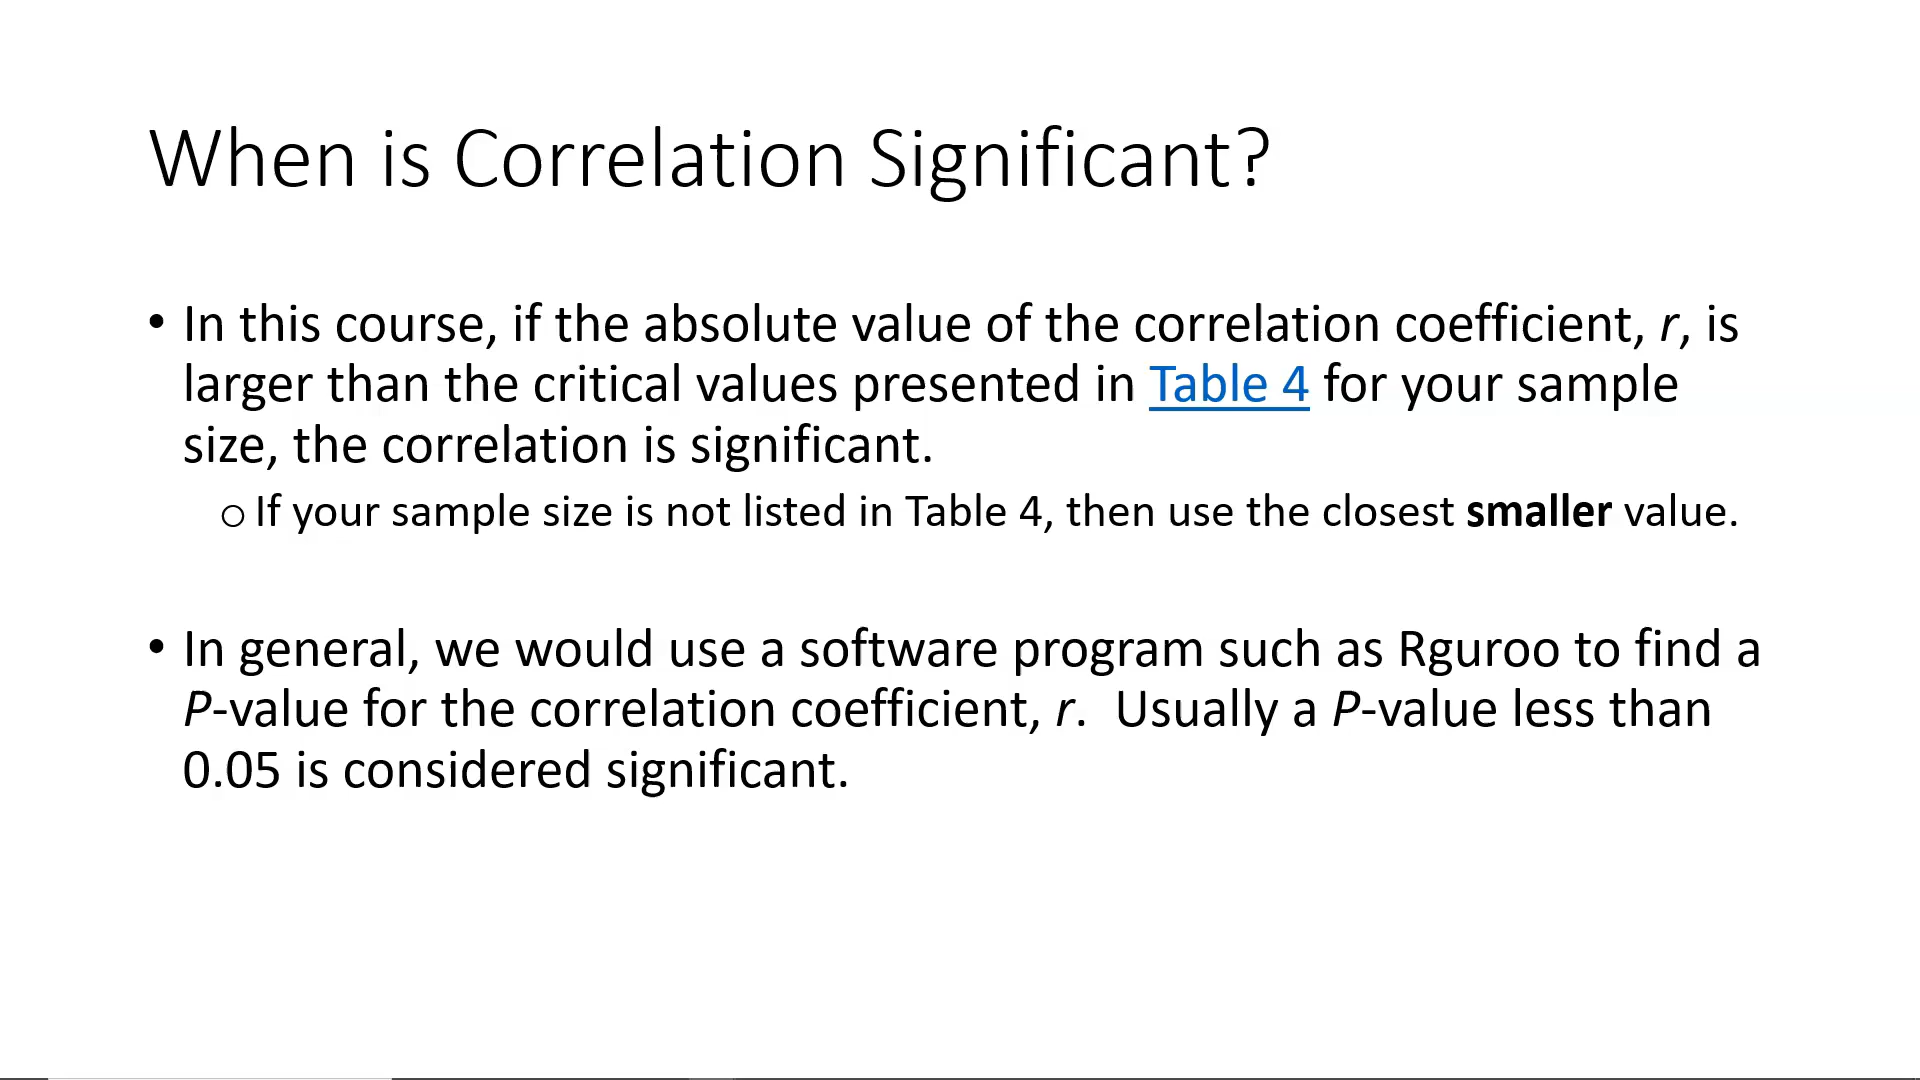 When is Correlation Significant?
• In this course, if the absolute value of the correlation coefficient, r, is
larger than the critical values presented in Table 4 for your sample
size, the correlation is significant.
o If your sample size is not listed in Table 4, then use the closest smaller value.
• In general, we would use a software program such as Rguroo to find a
P-value for the correlation coefficient, r.  Usually a P-value less than
0.05 is considered significant.